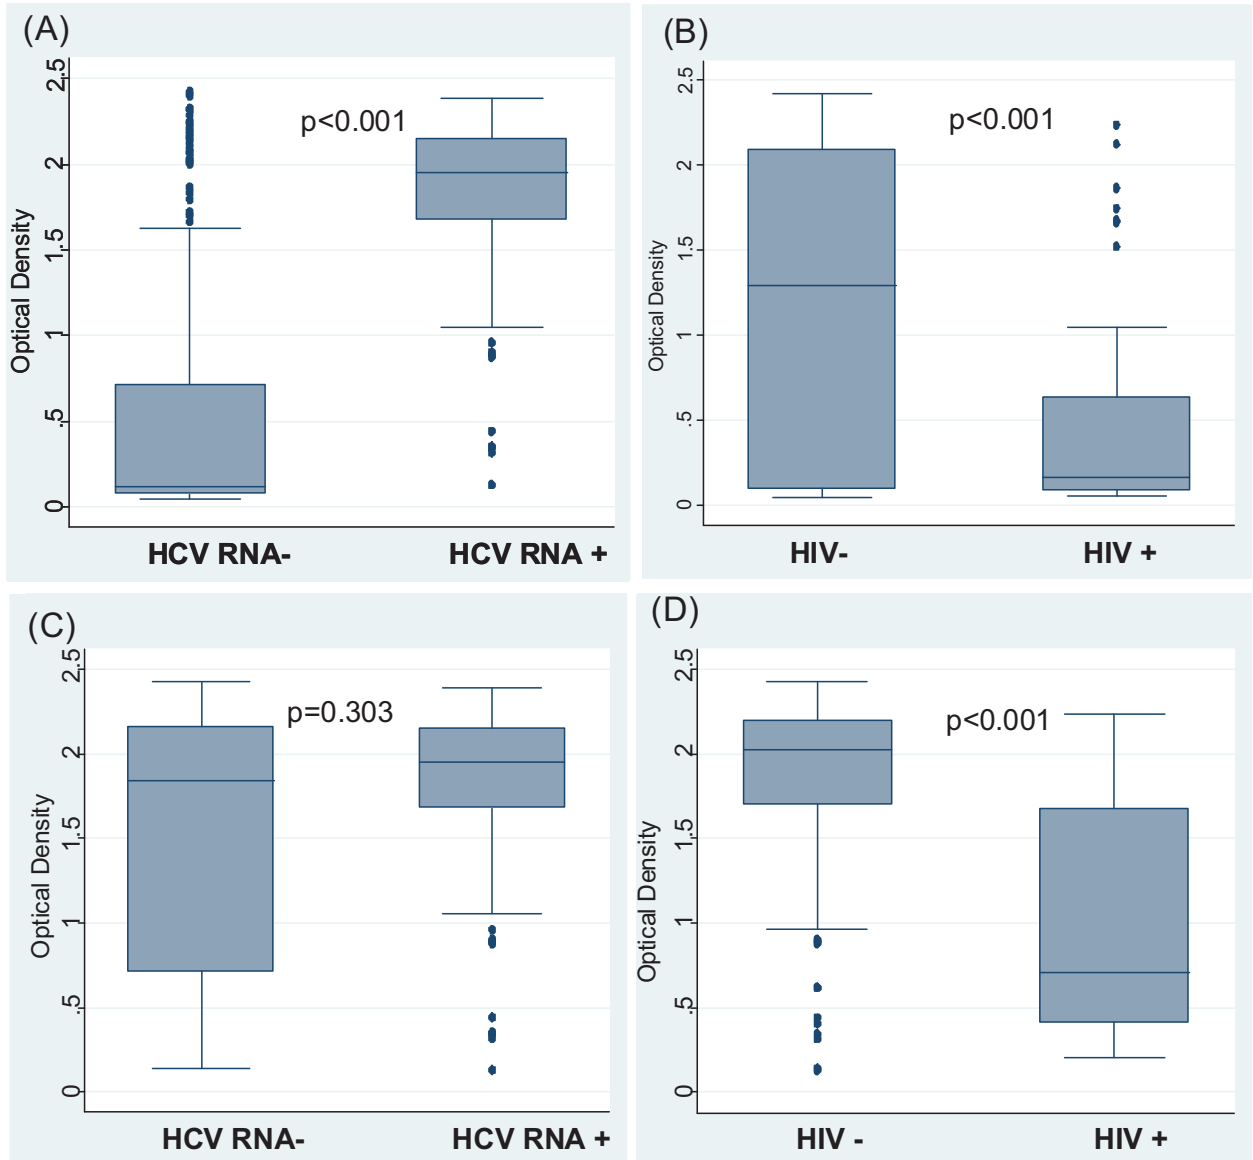 (A)
2.5
2
1.5
1
.5
0
Optical Density
p<0.001
HCV RNA-
HCV RNA +
(B)
2.5
2
1.5
1
.5
0
Optical Density
p<0.001
HIV-
HIV +
(C)
2.5
2
1.5
1
.5
0
Optical Density
p=0.303
HCV RNA-
HCV RNA +
(D)
2.5
2
1.5
1
.5
0
Optical Density
p<0.001
HIV -
HIV +